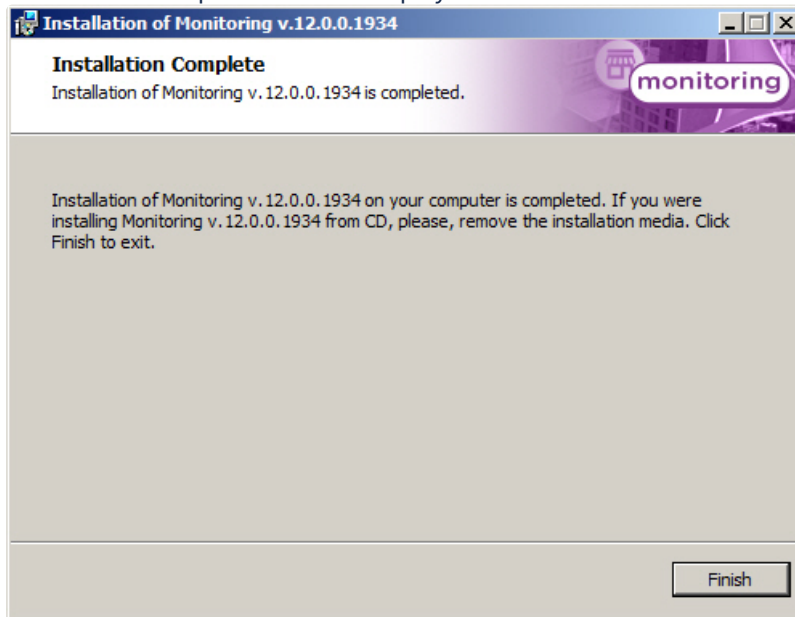 Installation of Monitoring v.12.0.0.1934
Installation Complete
Installation of Monitoring v.12.0.0.1934 is completed.
monitoring
Installation of Monitoring v.12.0.0.1934 on your computer is completed. If you were
installing Monitoring v.12.0.0.1934 from CD, please, remove the installation media. Click
Finish to exit.
Finish